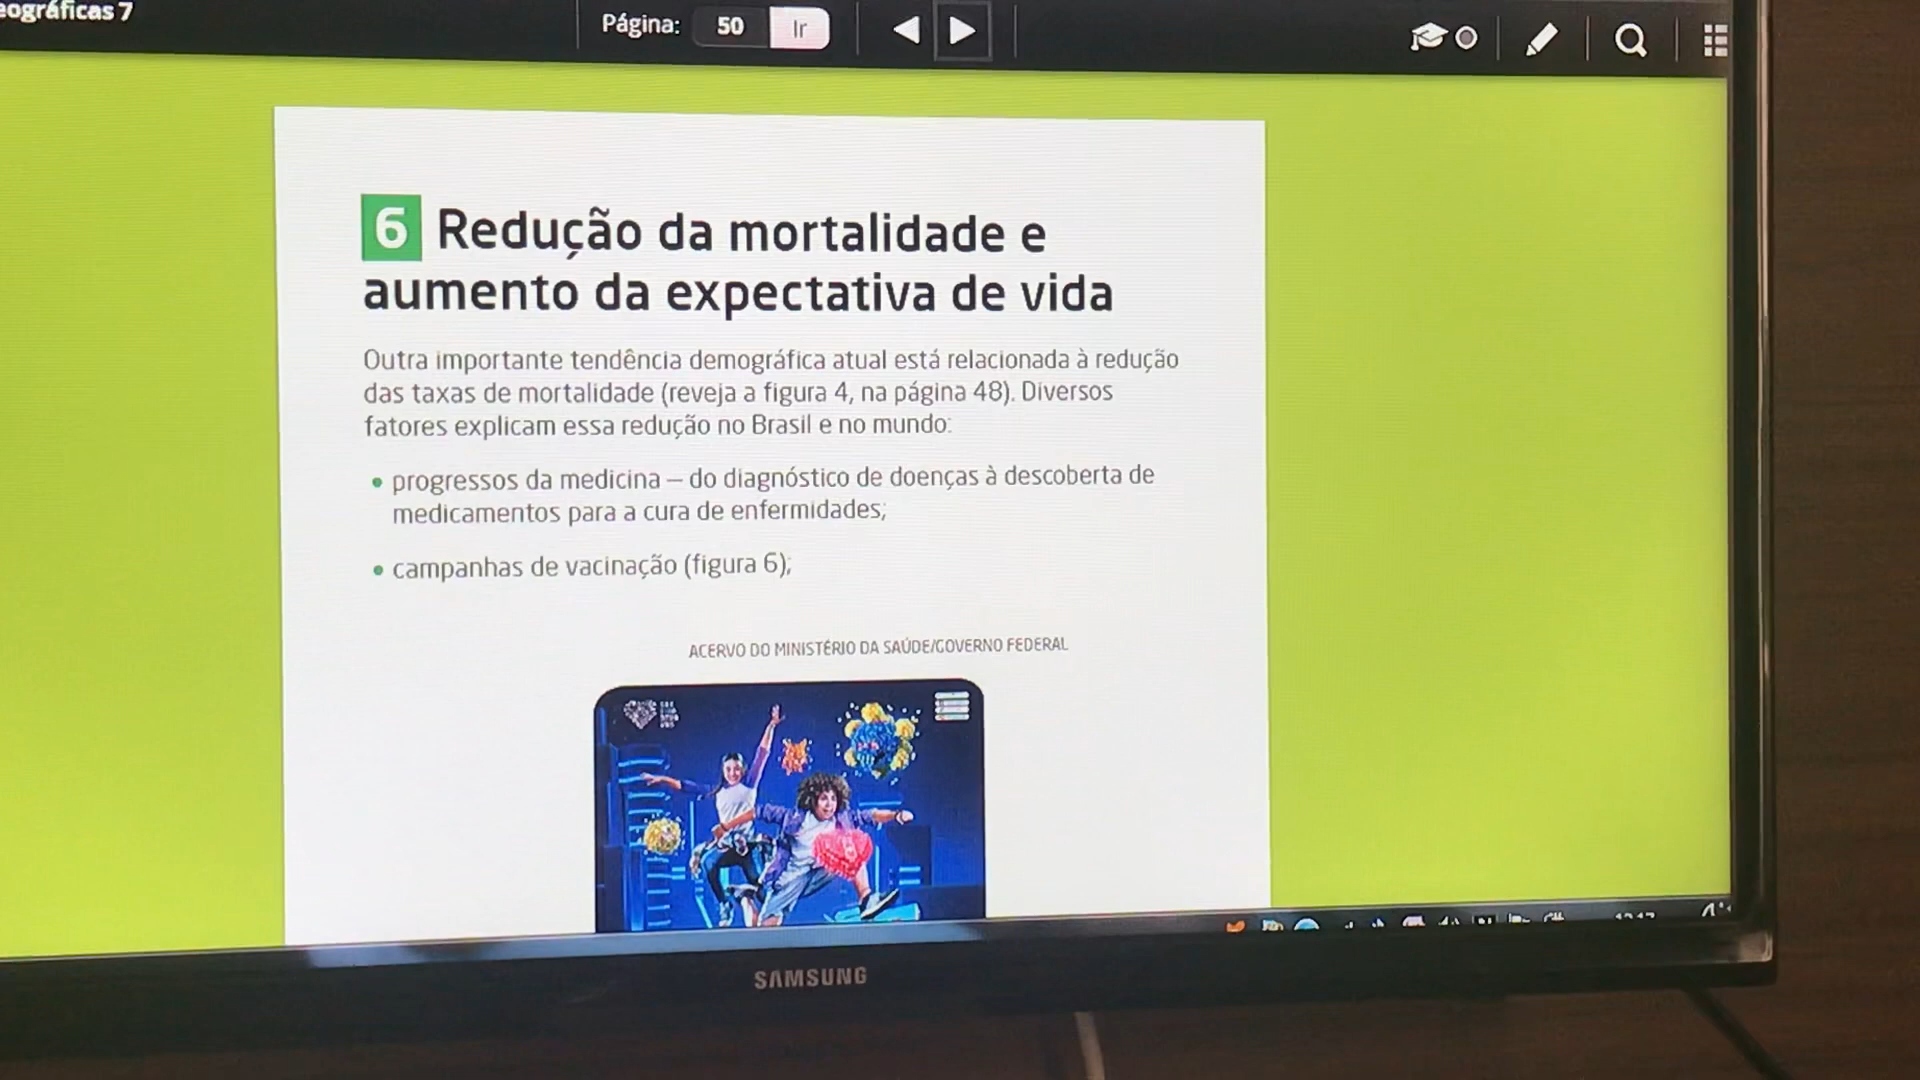 eográficas 7
Página: 50 Ir
6 Redução da mortalidade e
aumento da expectativa de vida
Outra importante tendência demográfica atual está relacionada à redução
das taxas de mortalidade (reveja a figura 4, na página 48). Diversos
fatores explicam essa redução no Brasil e no mundo:
• progressos da medicina – do diagnóstico de doenças à descoberta de
medicamentos para a cura de enfermidades;
• campanhas de vacinação (figura 6);
ACERVO DO MINISTÉRIO DA SAÚDE/GOVERNO FEDERAL
SAMSUNG